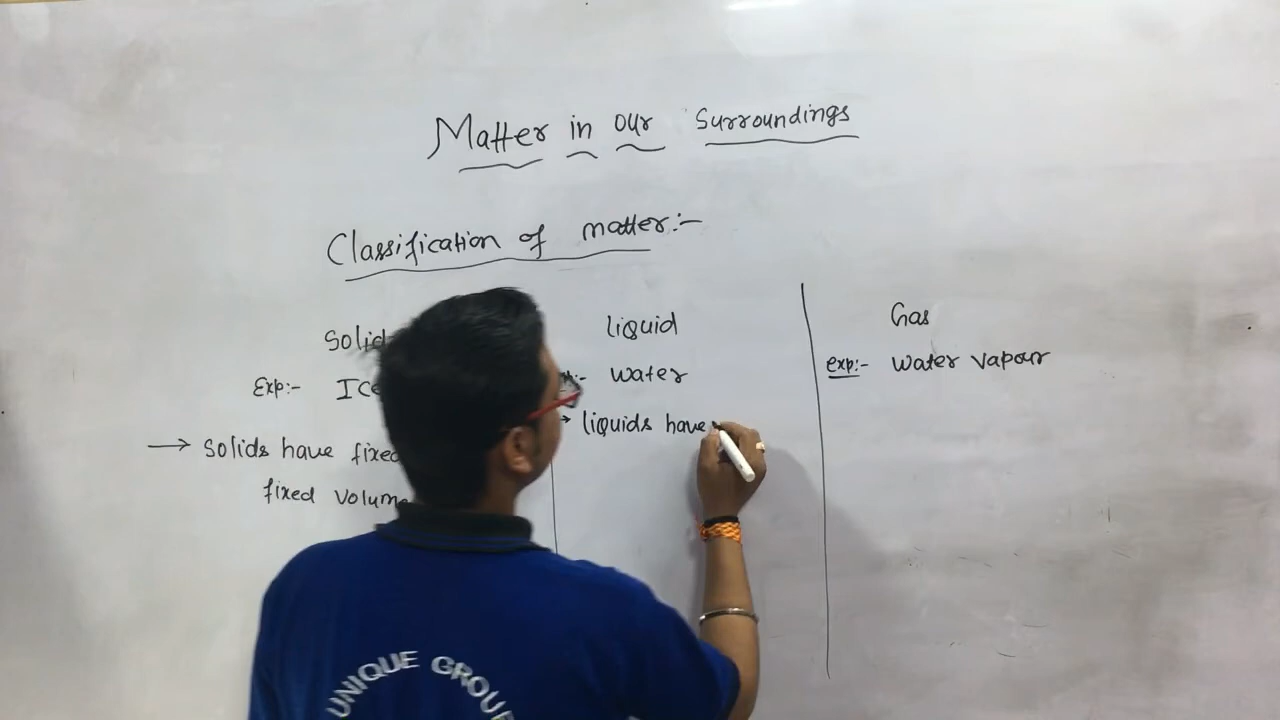 Matter in our Surroundings
Classification of matter:-
Solid
Exp:- Ice
→ Solids have fixed
fixed volume
liquid
:- water
→ liquids have
Gas
exp:- water vapour
UNIQUE GROUP